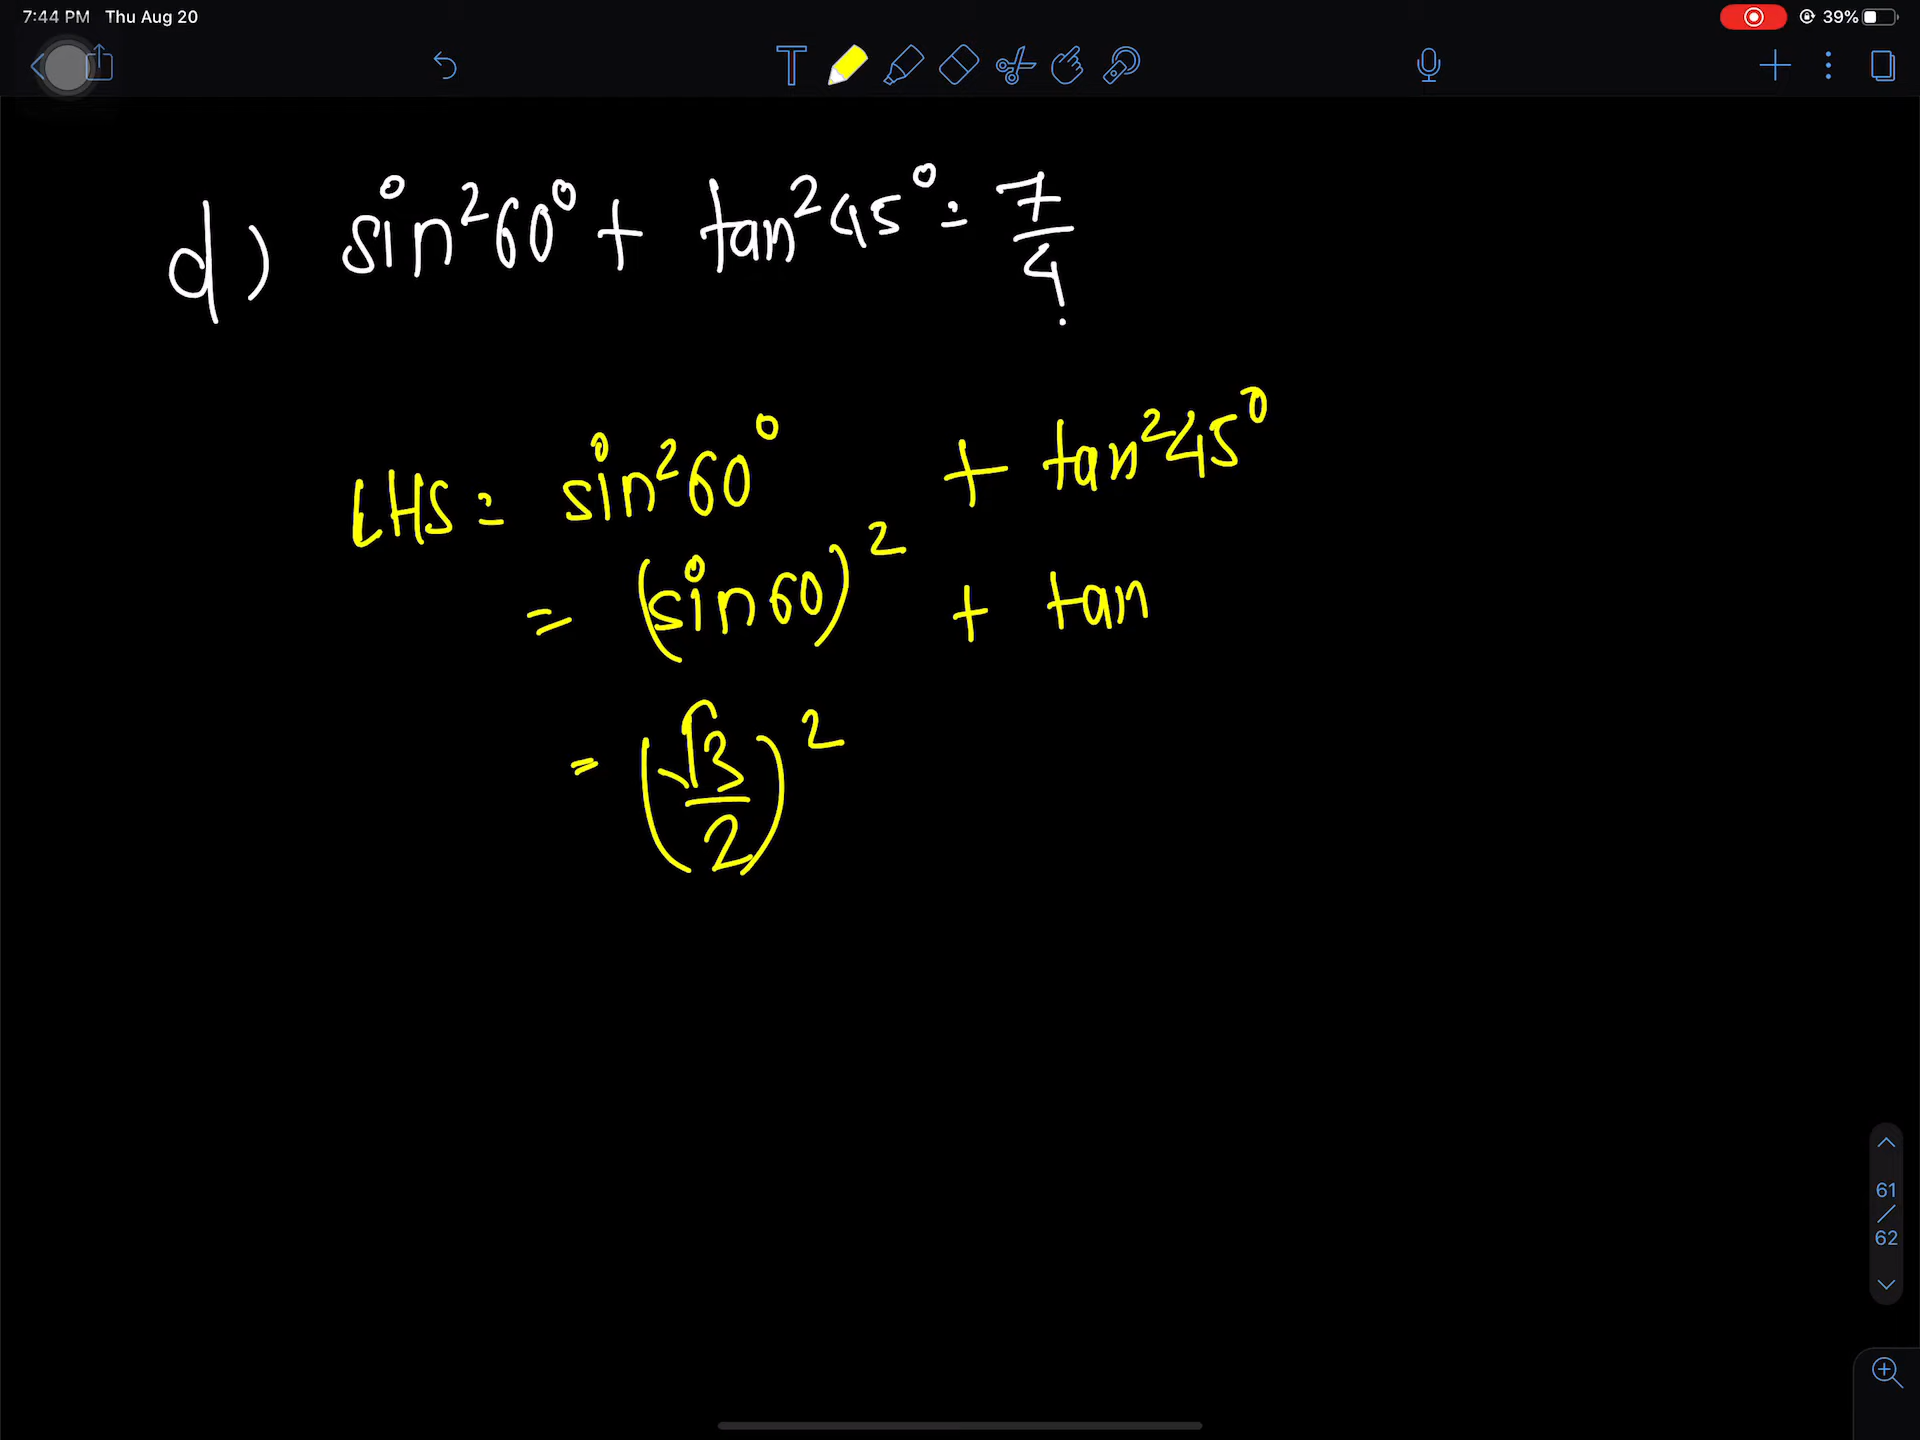 7:44 PM Thu Aug 20
39%
T
d) sin²60° + tan²45° = 7/4
LHS = sin²60° + tan²45°
= (sin60)² + tan
= (√3/2)²
61
/
62